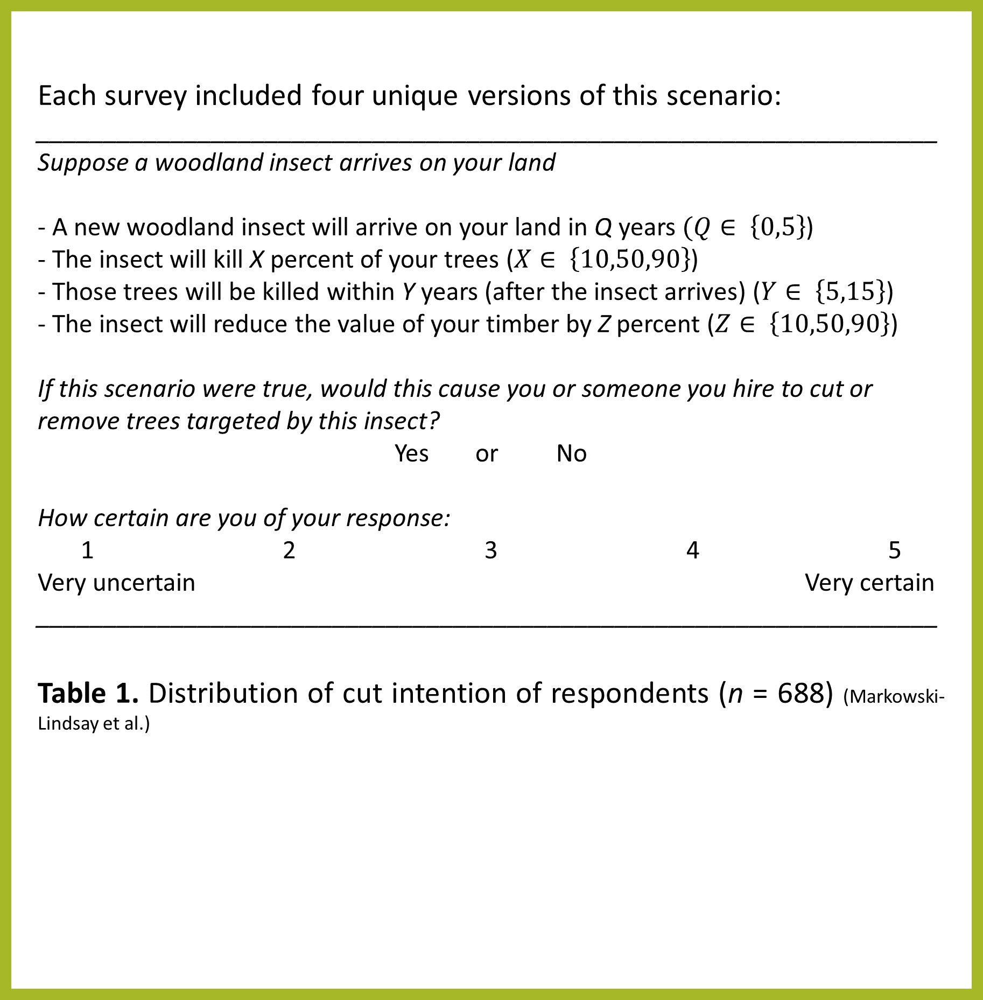 Each survey included four unique versions of this scenario:
Suppose a woodland insect arrives on your land
- A new woodland insect will arrive on your land in Q years (Q ∈ {0,5})
- The insect will kill X percent of your trees (X ∈ {10,50,90})
- Those trees will be killed within Y years (after the insect arrives) (Y ∈ {5,15})
- The insect will reduce the value of your timber by Z percent (Z ∈ {10,50,90})
If this scenario were true, would this cause you or someone you hire to cut or
remove trees targeted by this insect?
Yes or No
How certain are you of your response:
1 2 3 4 5
Very uncertain Very certain
Table 1. Distribution of cut intention of respondents (n = 688) (Markowski-
Lindsay et al.)